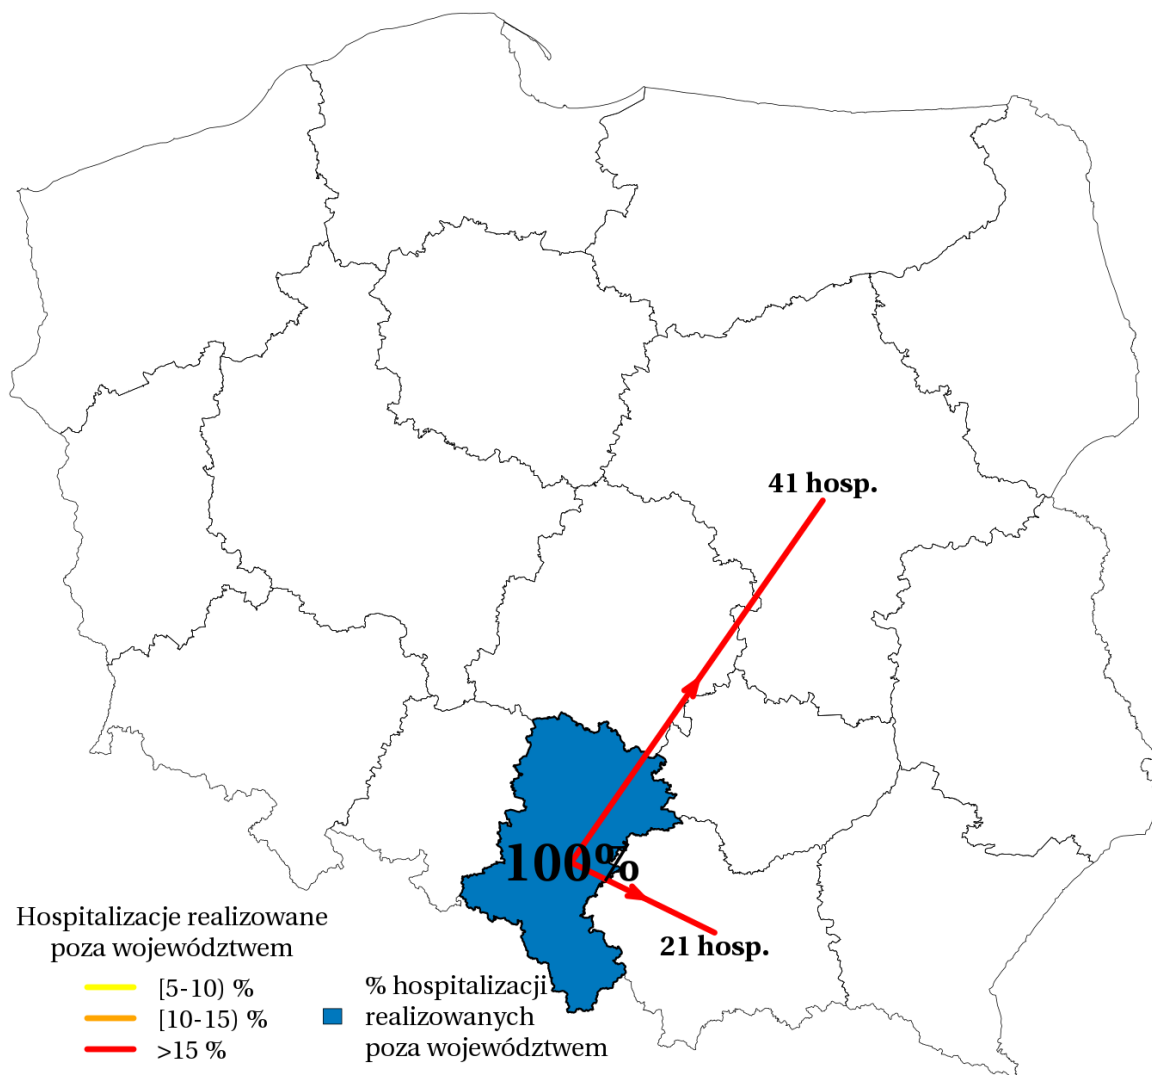 41 hosp.
100%
21 hosp.
Hospitalizacje realizowane
poza województwem
[5-10) %
[10-15) %
>15 %
% hospitalizacji
realizowanych
poza województwem